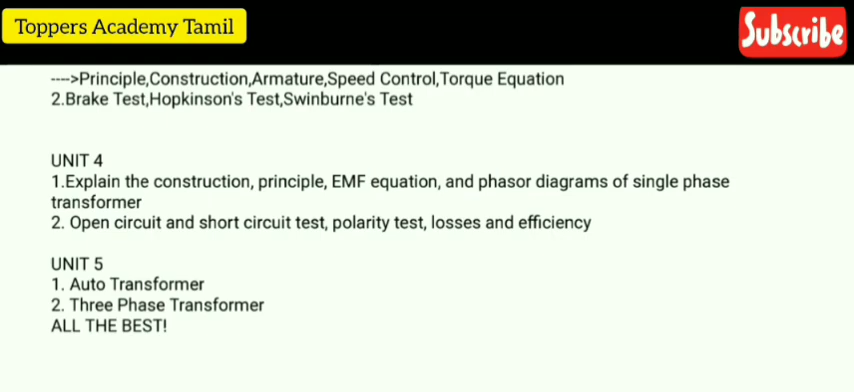 Toppers Academy Tamil
Subscribe
---->Principle,Construction,Armature,Speed Control,Torque Equation
2.Brake Test,Hopkinson's Test,Swinburne's Test
UNIT 4
1.Explain the construction, principle, EMF equation, and phasor diagrams of single phase
transformer
2. Open circuit and short circuit test, polarity test, losses and efficiency
UNIT 5
1. Auto Transformer
2. Three Phase Transformer
ALL THE BEST!